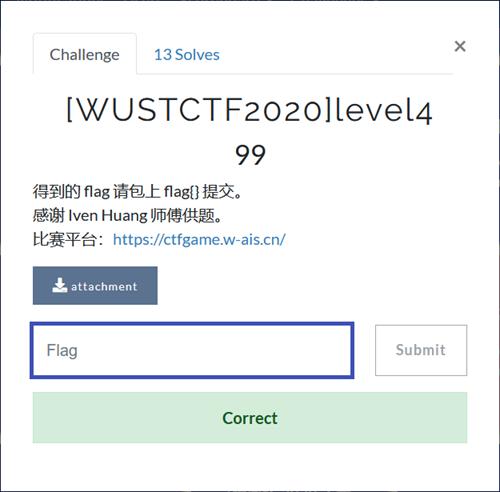 Challenge
13 Solves
×
[WUSTCTF2020]level4
99
得到的 flag 请包上 flag{} 提交。
感谢 Iven Huang 师傅供题。
比赛平台：https://ctfgame.w-ais.cn/
attachment
Flag
Submit
Correct